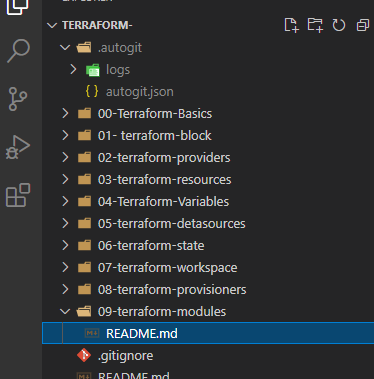 TERRAFORM-
.autogit
logs
autogit.json
00-Terraform-Basics
01- terraform-block
02-terraform-providers
03-terraform-resources
04-Terraform-Variables
05-terraform-detasources
06-terraform-state
07-terraform-workspace
08-terraform-provisioners
09-terraform-modules
README.md
.gitignore
README.md